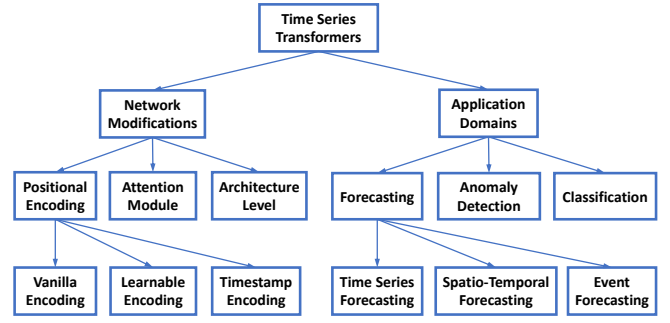 Time Series
Transformers
Network
Modifications
Application
Domains
Positional
Encoding
Attention
Module
Architecture
Level
Forecasting
Anomaly
Detection
Classification
Vanilla
Encoding
Learnable
Encoding
Timestamp
Encoding
Time Series
Forecasting
Spatio-Temporal
Forecasting
Event
Forecasting